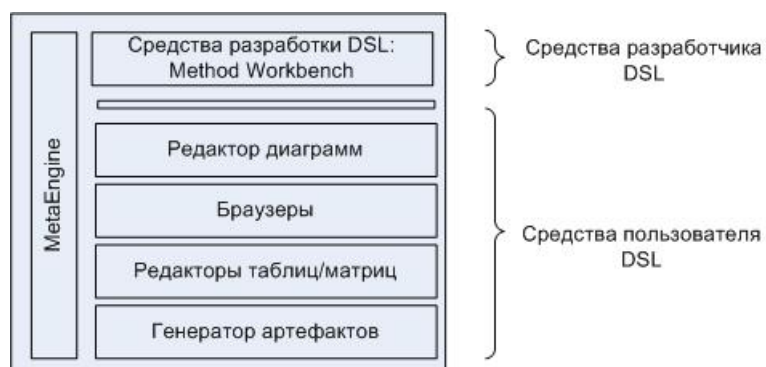 Средства разработки DSL:
Method Workbench
Средства разработчика
DSL
MetaEngine
Редактор диаграмм
Браузеры
Редакторы таблиц/матриц
Генератор артефактов
Средства пользователя
DSL